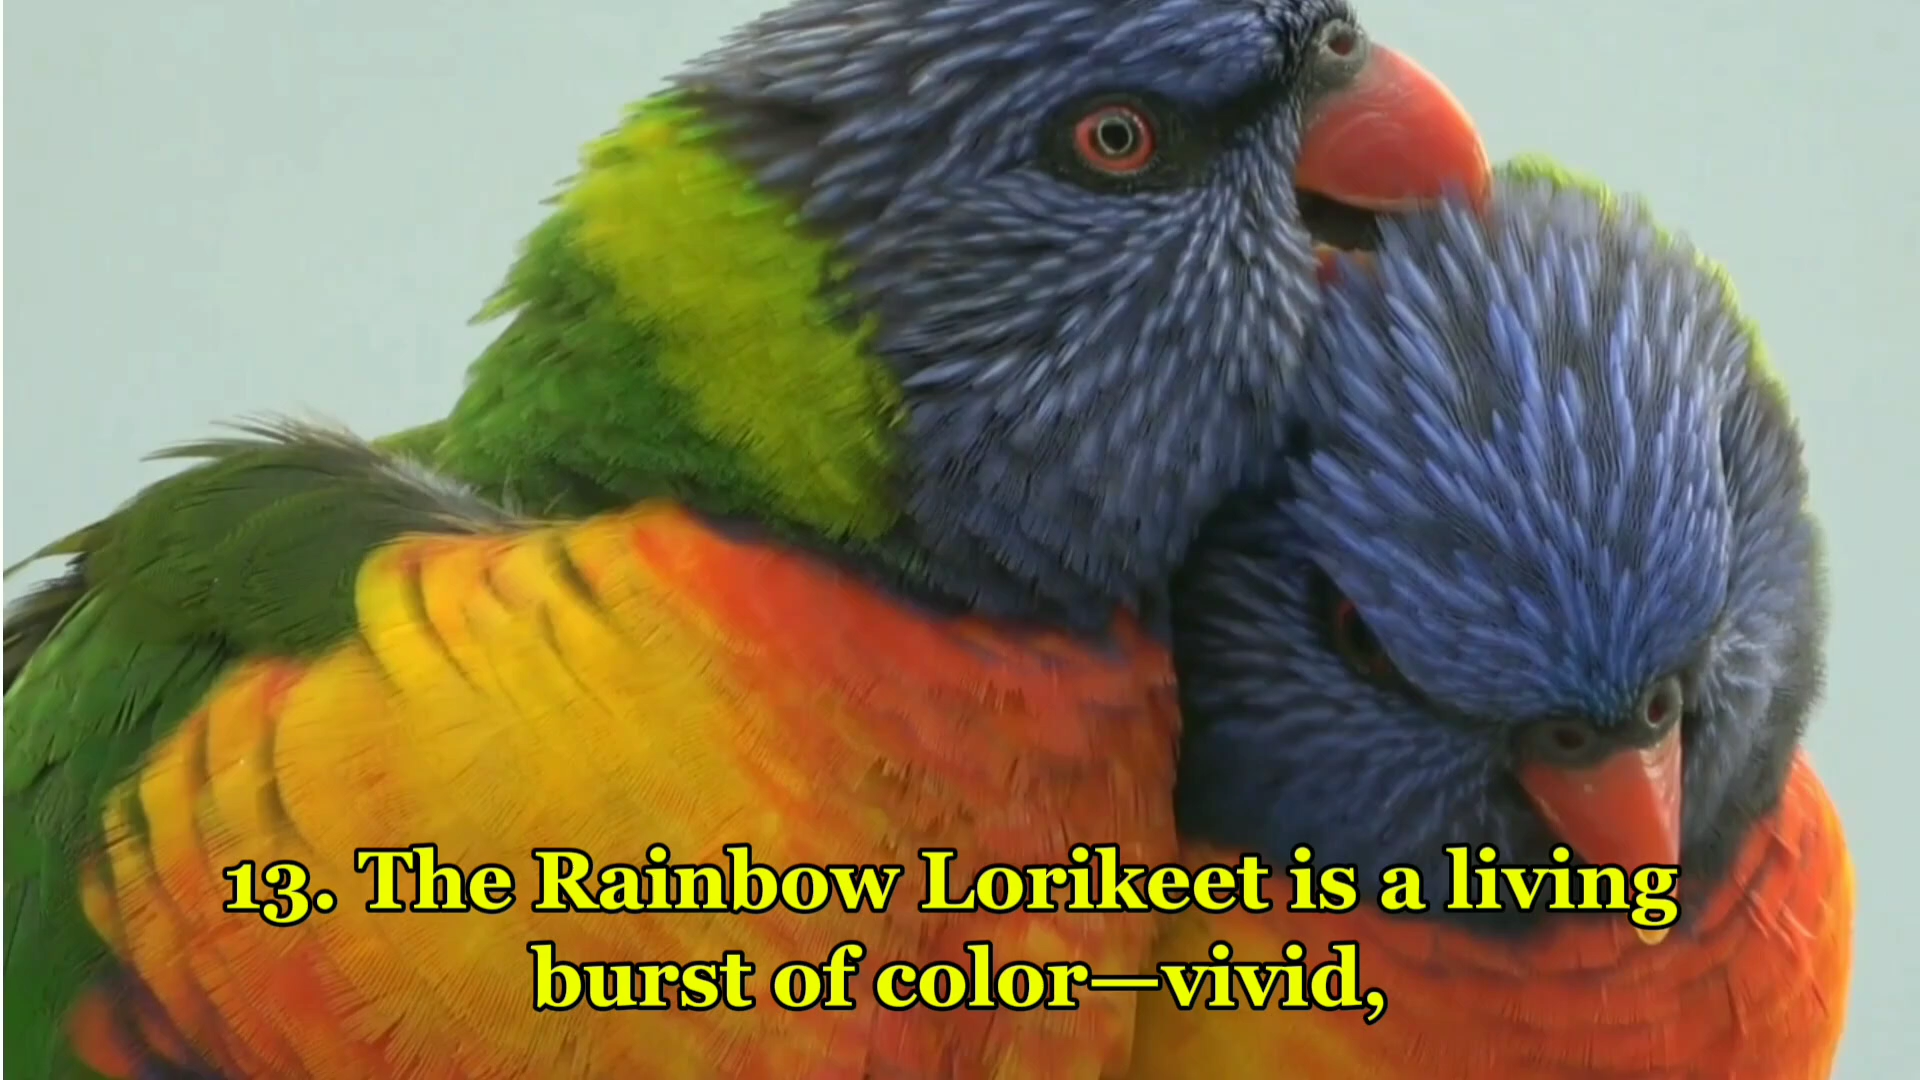 13. The Rainbow Lorikeet is a living
burst of color—vivid,